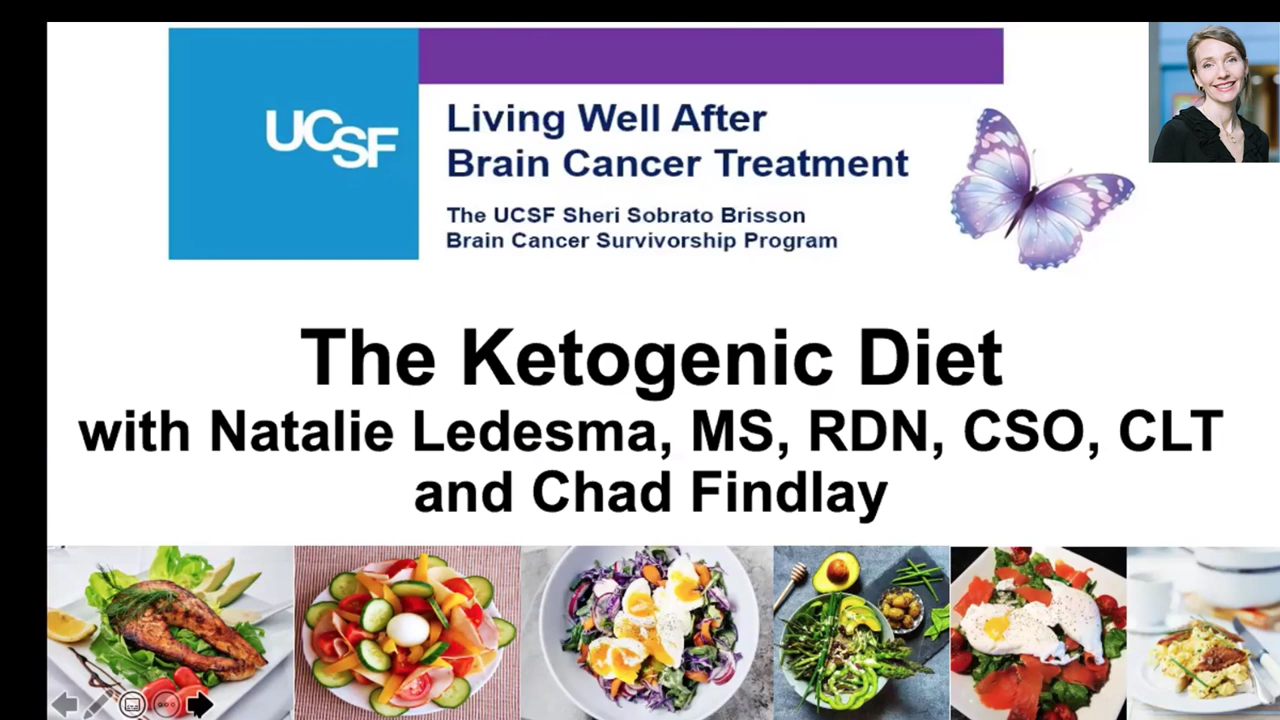 UCSF
Living Well After
Brain Cancer Treatment
The UCSF Sheri Sobrato Brisson
Brain Cancer Survivorship Program
The Ketogenic Diet
with Natalie Ledesma, MS, RDN, CSO, CLT
and Chad Findlay